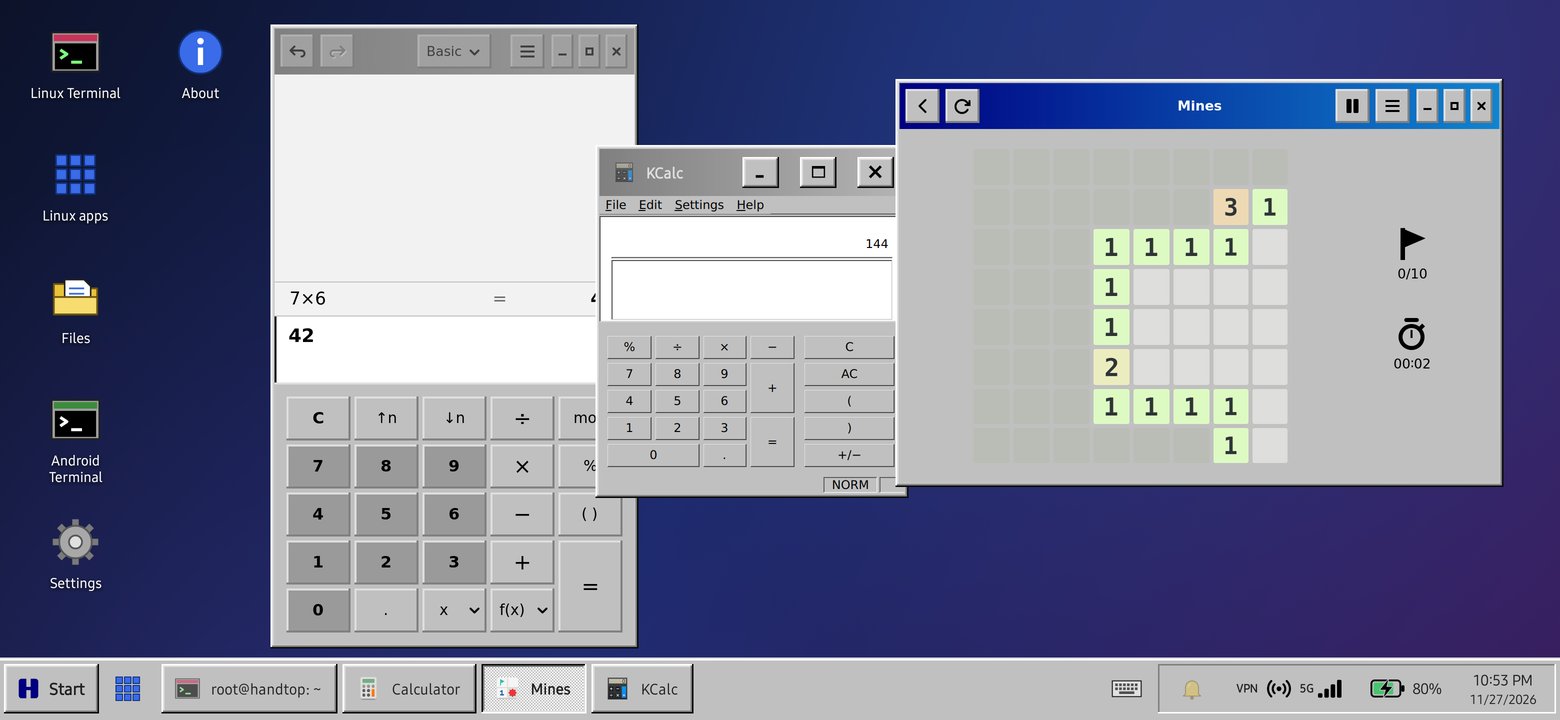 Linux Terminal
About
Linux apps
Files
Android
Terminal
Settings
Basic
7×6 =
42
C ↑n ↓n ÷
7 8 9 × %
4 5 6 − ( )
1 2 3 +
0 . x f(x) =
KCalc
File Edit Settings Help
144
% ÷ × − C
7 8 9 AC
4 5 6 + (
1 2 3 )
0 . = +/−
NORM
Mines
3 1
1 1 1 1
1
1
2
1 1 1 1
1
0/10
00:02
Start
root@handtop: ~
Calculator
Mines
KCalc
VPN
5G
80%
10:53 PM
11/27/2026